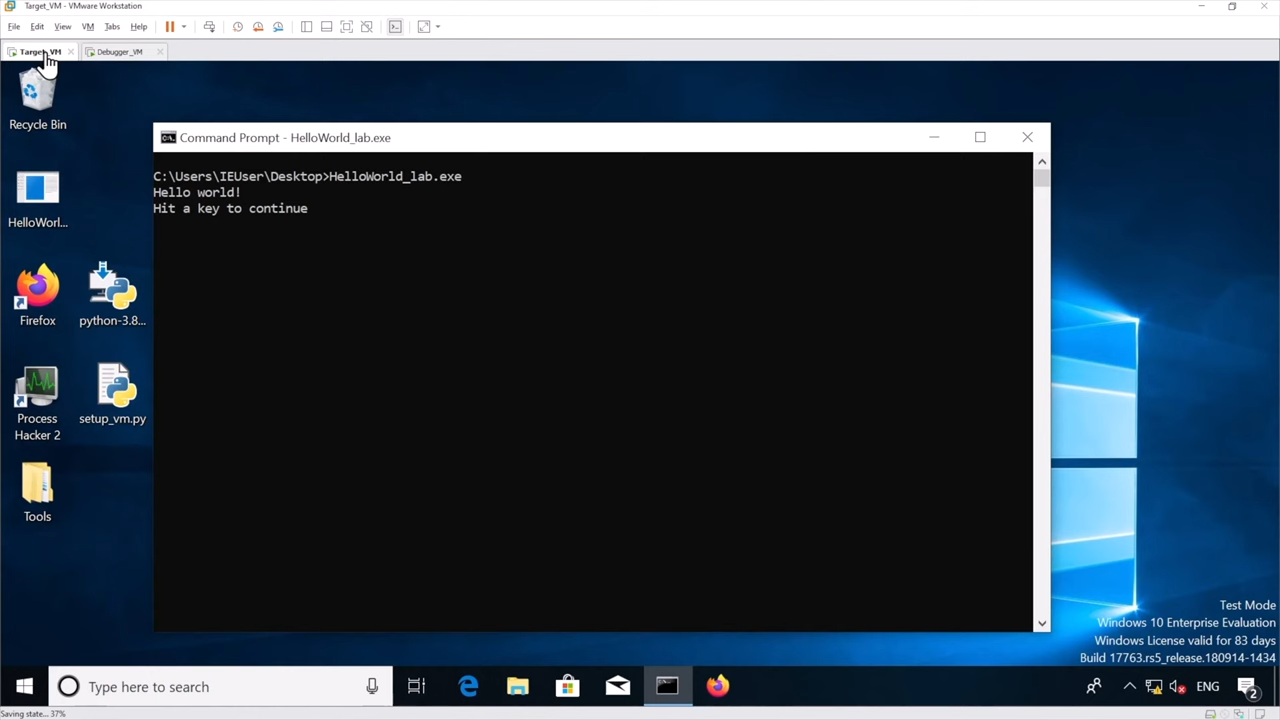 Target_VM - VMware Workstation
File Edit View VM Tabs Help
Target_VM Debugger_VM
Recycle Bin
Command Prompt - HelloWorld_lab.exe
C:\Users\IEUser\Desktop>HelloWorld_lab.exe
Hello world!
Hit a key to continue
HelloWorl...
Firefox
python-3.8...
Process
Hacker 2
setup_vm.py
Tools
Test Mode
Windows 10 Enterprise Evaluation
Windows License valid for 83 days
Build 17763.rs5_release.180914-1434
Type here to search
ENG
2
Saving state... 37%